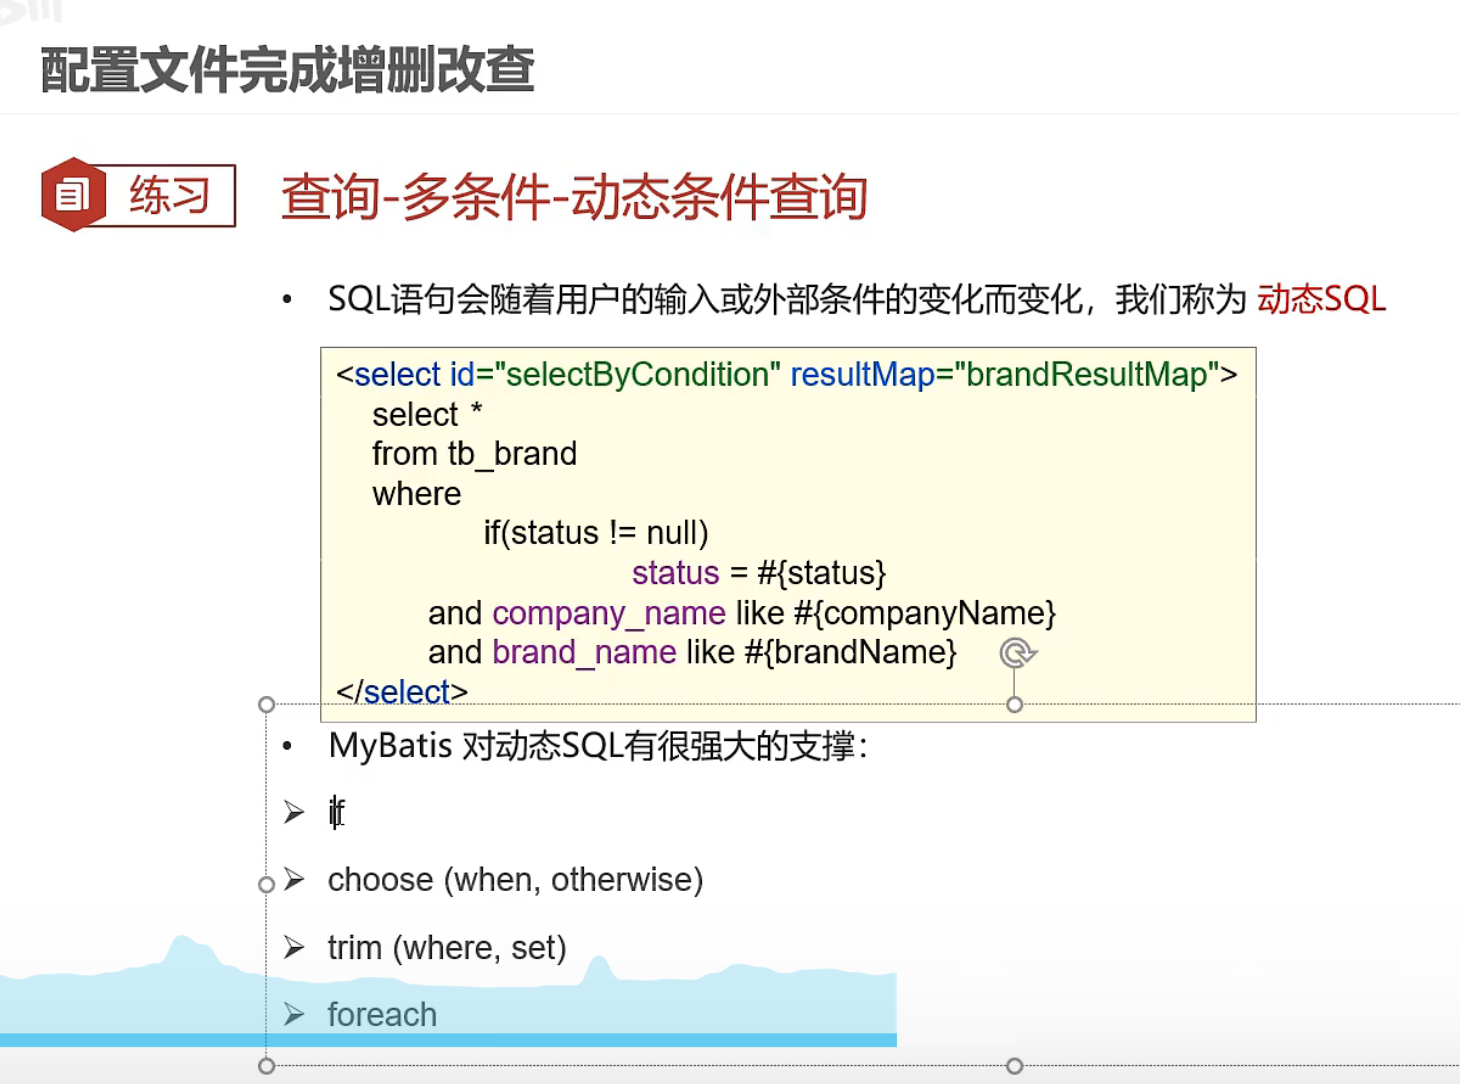 配置文件完成增删改查
练习
查询-多条件-动态条件查询
• SQL语句会随着用户的输入或外部条件的变化而变化，我们称为 动态SQL
<select id="selectByCondition" resultMap="brandResultMap">
select *
from tb_brand
where
if(status != null)
status = #{status}
and company_name like #{companyName}
and brand_name like #{brandName}
</select>
• MyBatis 对动态SQL有很强大的支撑：
➢ if
➢ choose (when, otherwise)
➢ trim (where, set)
➢ foreach